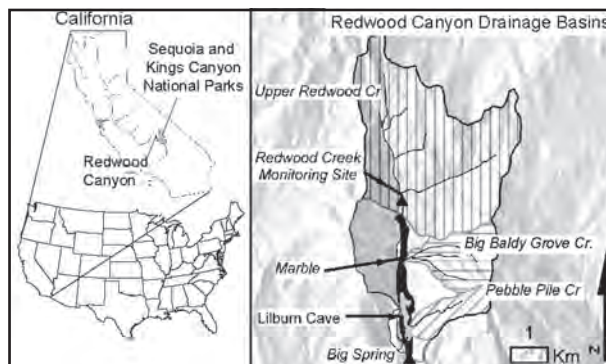 California
Sequoia and
Kings Canyon
National Parks
Redwood
Canyon
Redwood Canyon Drainage Basins
Upper Redwood Cr
Redwood Creek
Monitoring Site
Big Baldy Grove Cr.
Marble
Pebble Pile Cr
Lilburn Cave
Big Spring
1
Km
N